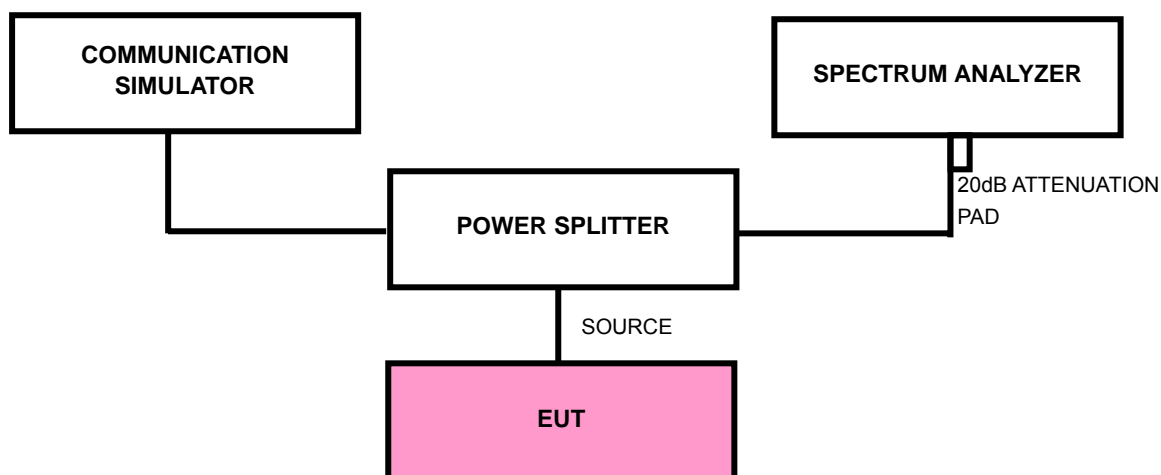 COMMUNICATION
SIMULATOR
SPECTRUM ANALYZER
20dB ATTENUATION
PAD
POWER SPLITTER
SOURCE
EUT